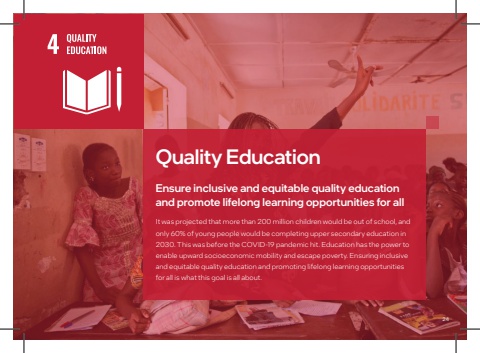 4 QUALITY
EDUCATION
TRAVAIL
SOLIDARITE S
Quality Education
Ensure inclusive and equitable quality education
and promote lifelong learning opportunities for all
It was projected that more than 200 million children would be out of school, and
only 60% of young people would be completing upper secondary education in
2030. This was before the COVID-19 pandemic hit. Education has the power to
enable upward socioeconomic mobility and escape poverty. Ensuring inclusive
and equitable quality education and promoting lifelong learning opportunities
for all is what this goal is all about.